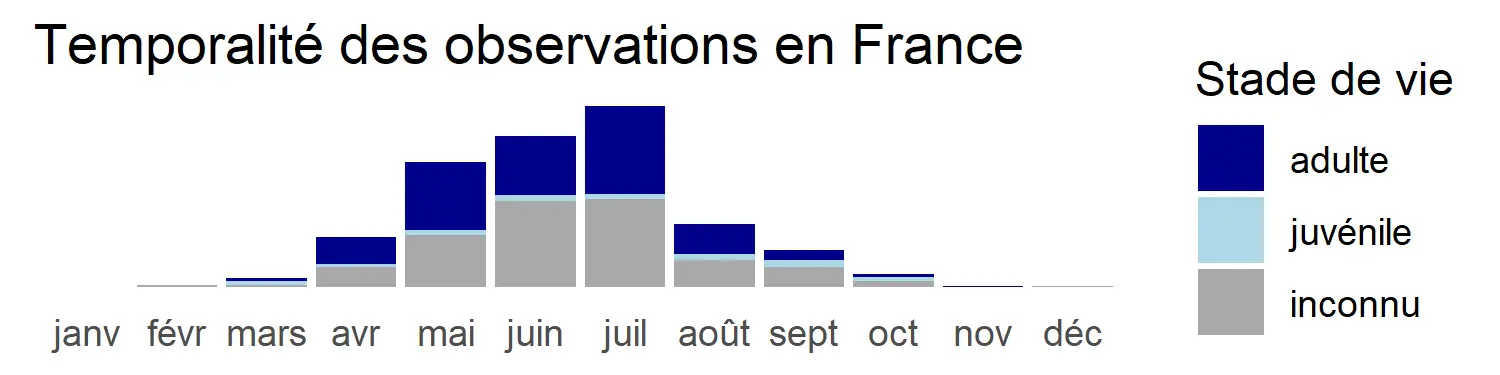 Temporalité des observations en France
Stade de vie
adulte
juvénile
inconnu
janv févr mars avr mai juin juil août sept oct nov déc